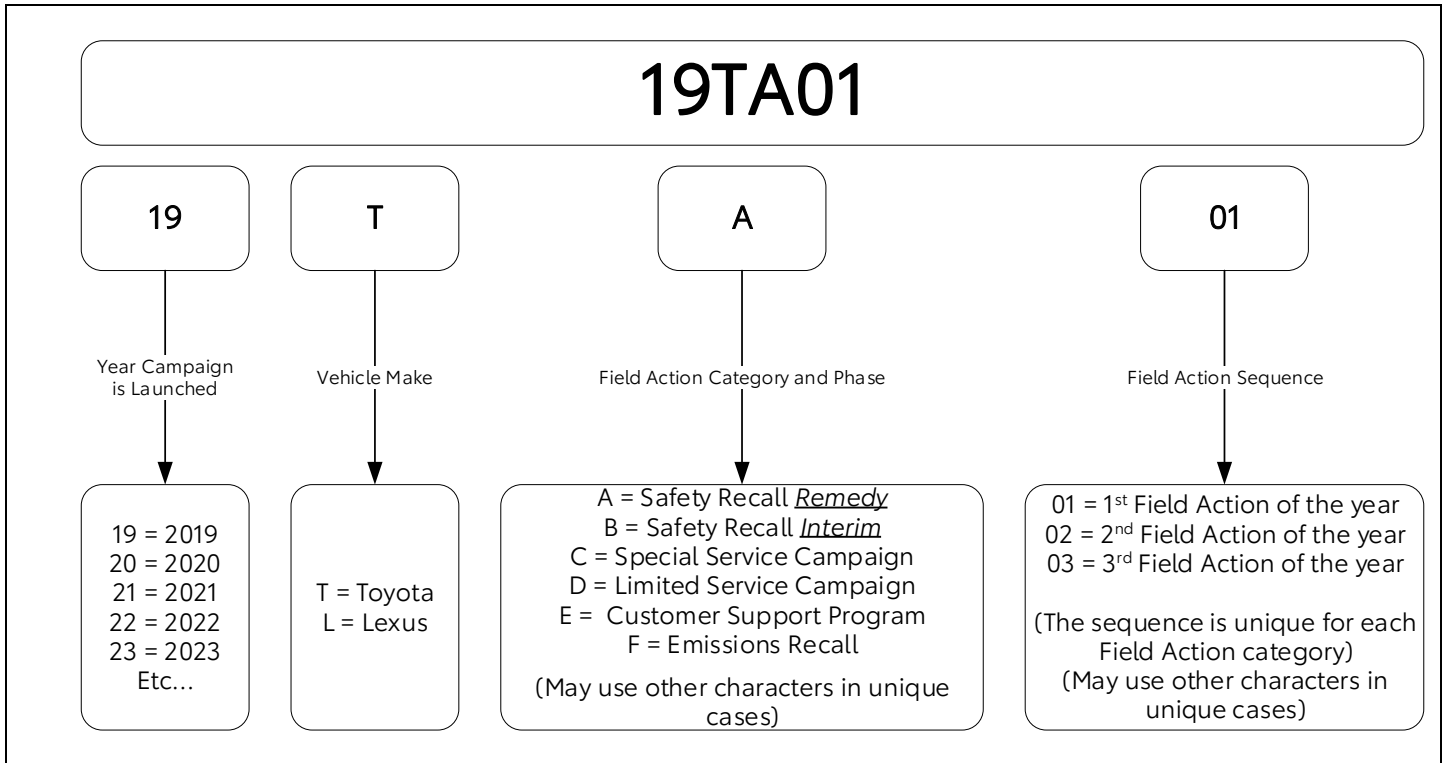 19TA01
19
T
A
01
Year Campaign
is Launched
Vehicle Make
Field Action Category and Phase
Field Action Sequence
19 = 2019
20 = 2020
21 = 2021
22 = 2022
23 = 2023
Etc...
T = Toyota
L = Lexus
A = Safety Recall Remedy
B = Safety Recall Interim
C = Special Service Campaign
D = Limited Service Campaign
E = Customer Support Program
F = Emissions Recall
(May use other characters in unique
cases)
01 = 1st Field Action of the year
02 = 2nd Field Action of the year
03 = 3rd Field Action of the year
(The sequence is unique for each
Field Action category)
(May use other characters in
unique cases)